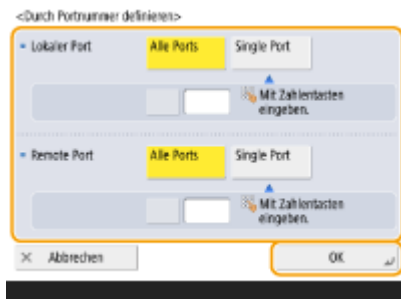 <Durch Portnummer definieren>
Lokaler Port
Alle Ports
Single Port
Mit Zahlentasten
eingeben.
Remote Port
Alle Ports
Single Port
Mit Zahlentasten
eingeben.
Abbrechen
OK